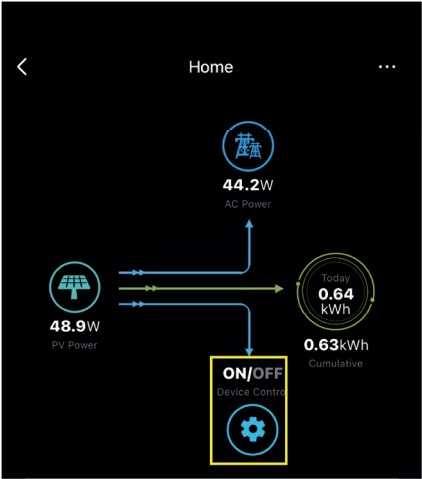 Home
44.2W
AC Power
Today
0.64
kWh
48.9W
PV Power
0.63kWh
Cumulative
ON/OFF
Device Contro